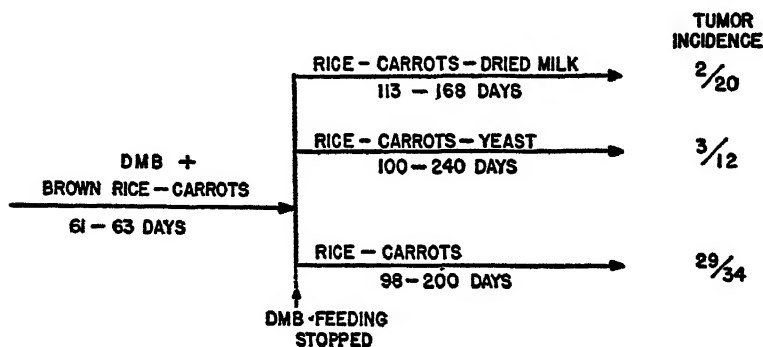 TUMOR
INCIDENCE
RICE - CARROTS - DRIED MILK
113 - 168 DAYS
2/20
RICE - CARROTS - YEAST
100-240 DAYS
3/12
DMB +
BROWN RICE - CARROTS
61 - 63 DAYS
RICE - CARROTS
98-200 DAYS
29/34
DMB-FEEDING
STOPPED